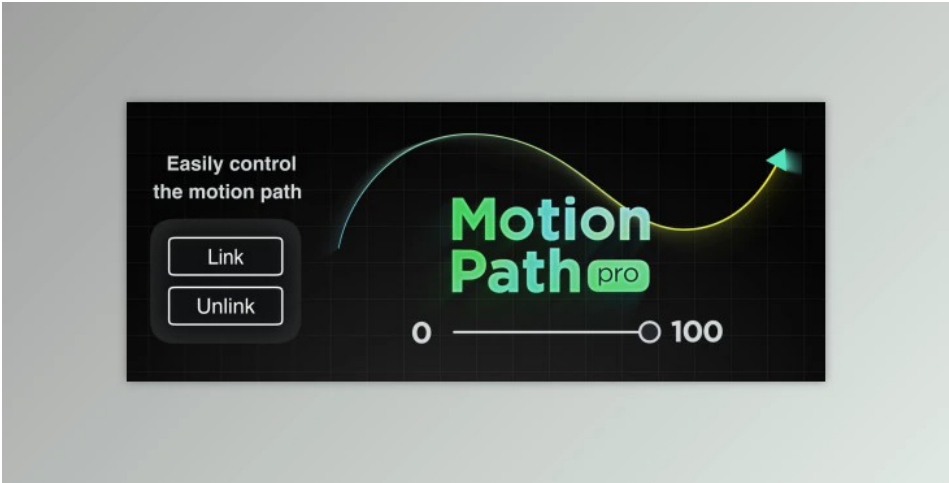 Easily control
the motion path
Link
Unlink
Motion
Path pro
0 100